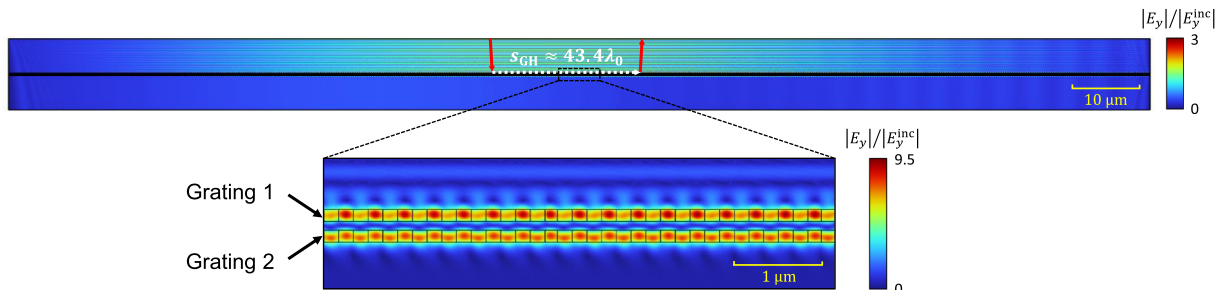 |E_y|/|E_y^inc|
3
s_GH ≈ 43.4λ_0
10 μm
0
|E_y|/|E_y^inc|
9.5
Grating 1
Grating 2
1 μm
0